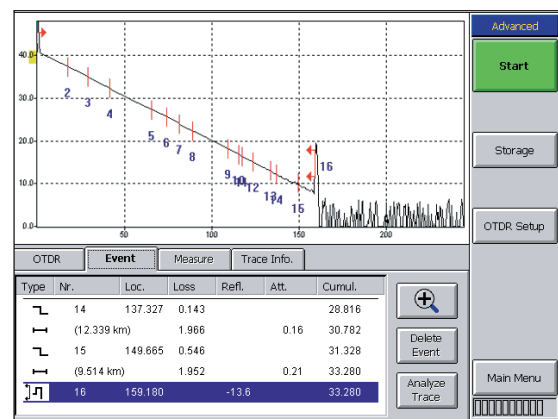 Advanced
Start
Storage
OTDR Setup
Main Menu
40.0
30.0
20.0
10.0
0.0
50
100
150
200
2
3
4
5
6
7
8
9
10
11
12
13
14
15
16
OTDR Event Measure Trace Info.
Type Nr. Loc. Loss Refl. Att. Cumul.
14 137.327 0.143 28.816
(12.339 km) 1.966 0.16 30.782
15 149.665 0.546 31.328
(9.514 km) 1.952 0.21 33.280
16 159.180 -13.6 33.280
Delete Event
Analyze Trace